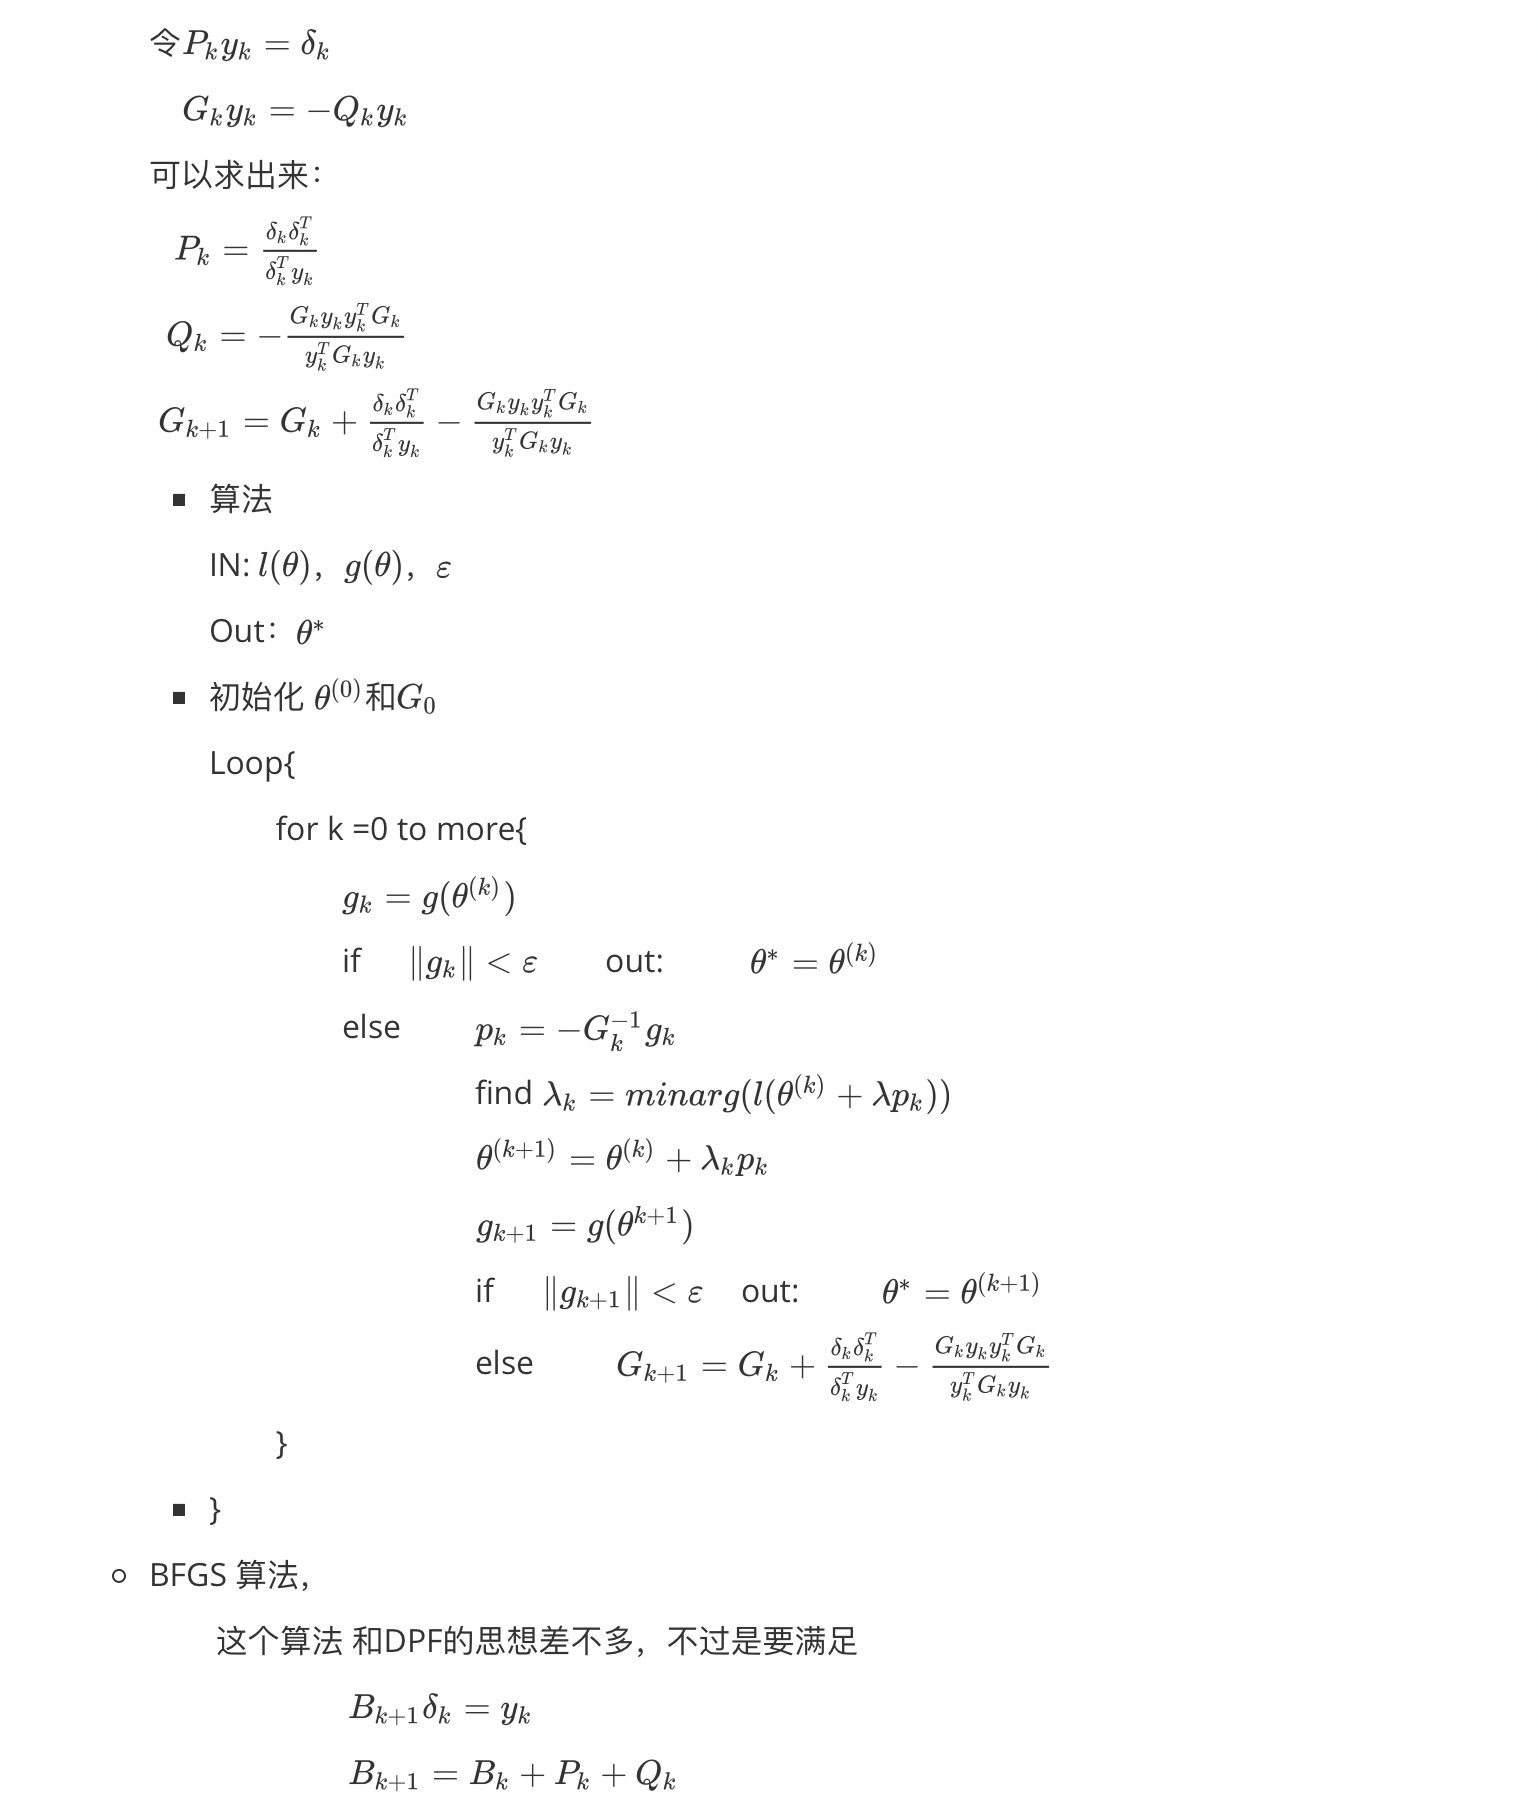 令$P_k y_k = \delta_k$
$G_k y_k = -Q_k y_k$
可以求出来：
$P_k = \frac{\delta_k \delta_k^T}{\delta_k^T y_k}$
$Q_k = -\frac{G_k y_k y_k^T G_k}{y_k^T G_k y_k}$
$G_{k+1} = G_k + \frac{\delta_k \delta_k^T}{\delta_k^T y_k} - \frac{G_k y_k y_k^T G_k}{y_k^T G_k y_k}$
▪ 算法
IN: $l(\theta)$，$g(\theta)$，$\varepsilon$
Out：$\theta^*$
▪ 初始化 $\theta^{(0)}$和$G_0$
Loop{
for k =0 to more{
$g_k = g(\theta^{(k)})$
if $\|g_k\| < \varepsilon$ out: $\theta^* = \theta^{(k)}$
else $p_k = -G_k^{-1} g_k$
find $\lambda_k = minarg(l(\theta^{(k)} + \lambda p_k))$
$\theta^{(k+1)} = \theta^{(k)} + \lambda_k p_k$
$g_{k+1} = g(\theta^{k+1})$
if $\|g_{k+1}\| < \varepsilon$ out: $\theta^* = \theta^{(k+1)}$
else $G_{k+1} = G_k + \frac{\delta_k \delta_k^T}{\delta_k^T y_k} - \frac{G_k y_k y_k^T G_k}{y_k^T G_k y_k}$
}
▪ }
○ BFGS 算法，
这个算法 和DPF的思想差不多，不过是要满足
$B_{k+1} \delta_k = y_k$
$B_{k+1} = B_k + P_k + Q_k$